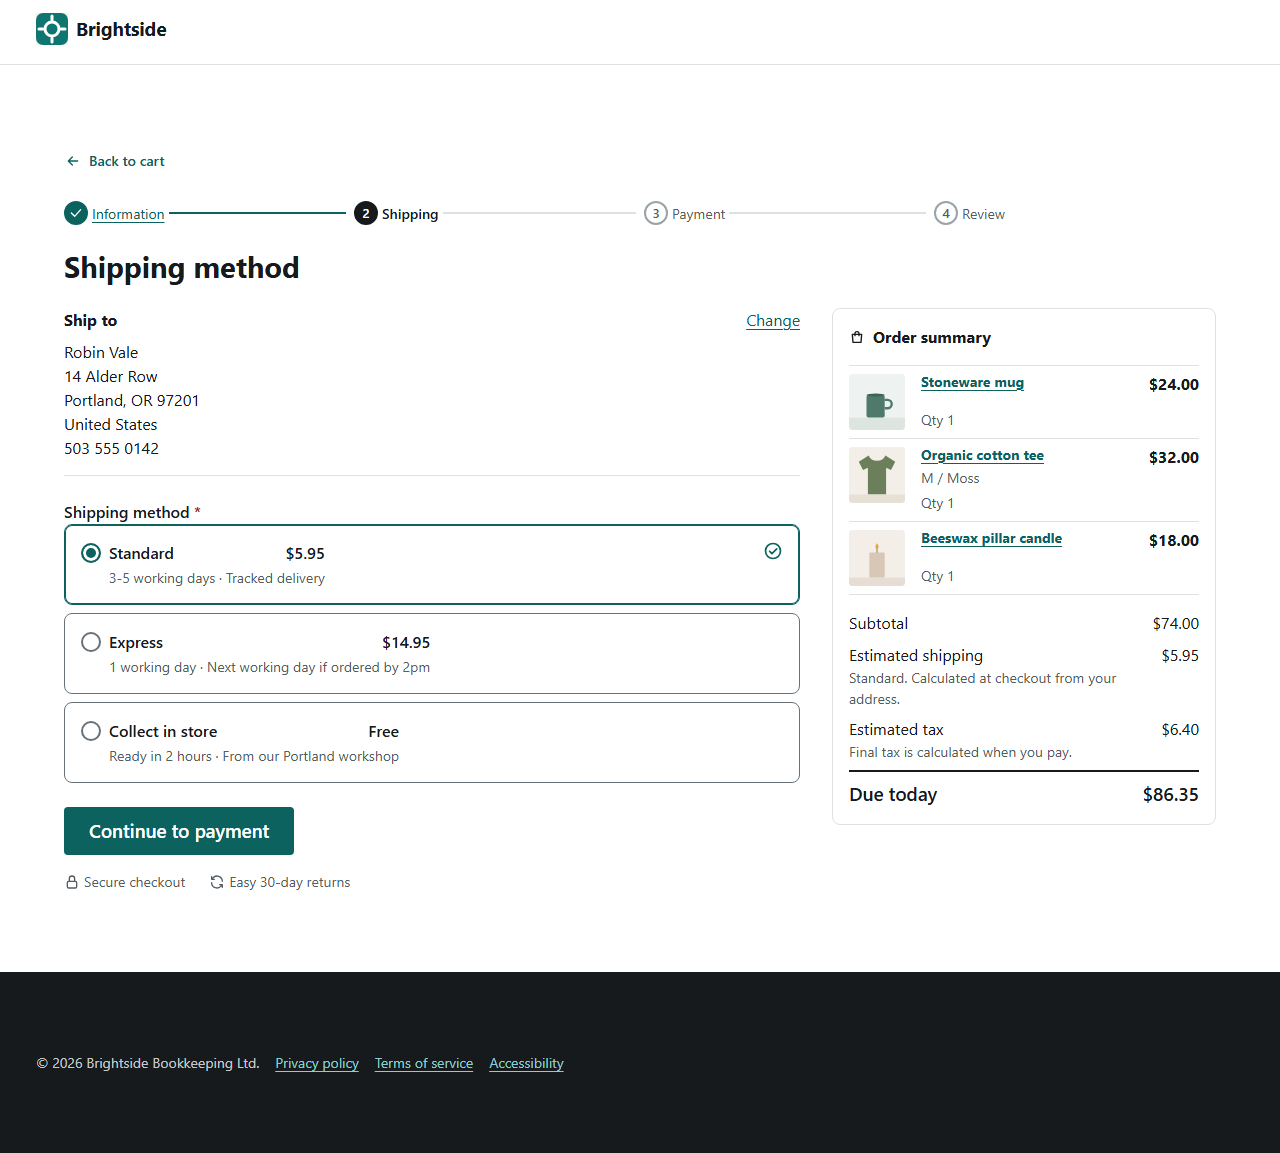 Brightside
Back to cart
Information
2 Shipping
3 Payment
4 Review
Shipping method
Ship to
Change
Robin Vale
14 Alder Row
Portland, OR 97201
United States
503 555 0142
Shipping method *
Standard $5.95
3-5 working days · Tracked delivery
Express $14.95
1 working day · Next working day if ordered by 2pm
Collect in store Free
Ready in 2 hours · From our Portland workshop
Continue to payment
Secure checkout
Easy 30-day returns
Order summary
Stoneware mug $24.00
Qty 1
Organic cotton tee $32.00
M / Moss
Qty 1
Beeswax pillar candle $18.00
Qty 1
Subtotal $74.00
Estimated shipping $5.95
Standard. Calculated at checkout from your
address.
Estimated tax $6.40
Final tax is calculated when you pay.
Due today $86.35
© 2026 Brightside Bookkeeping Ltd. Privacy policy Terms of service Accessibility